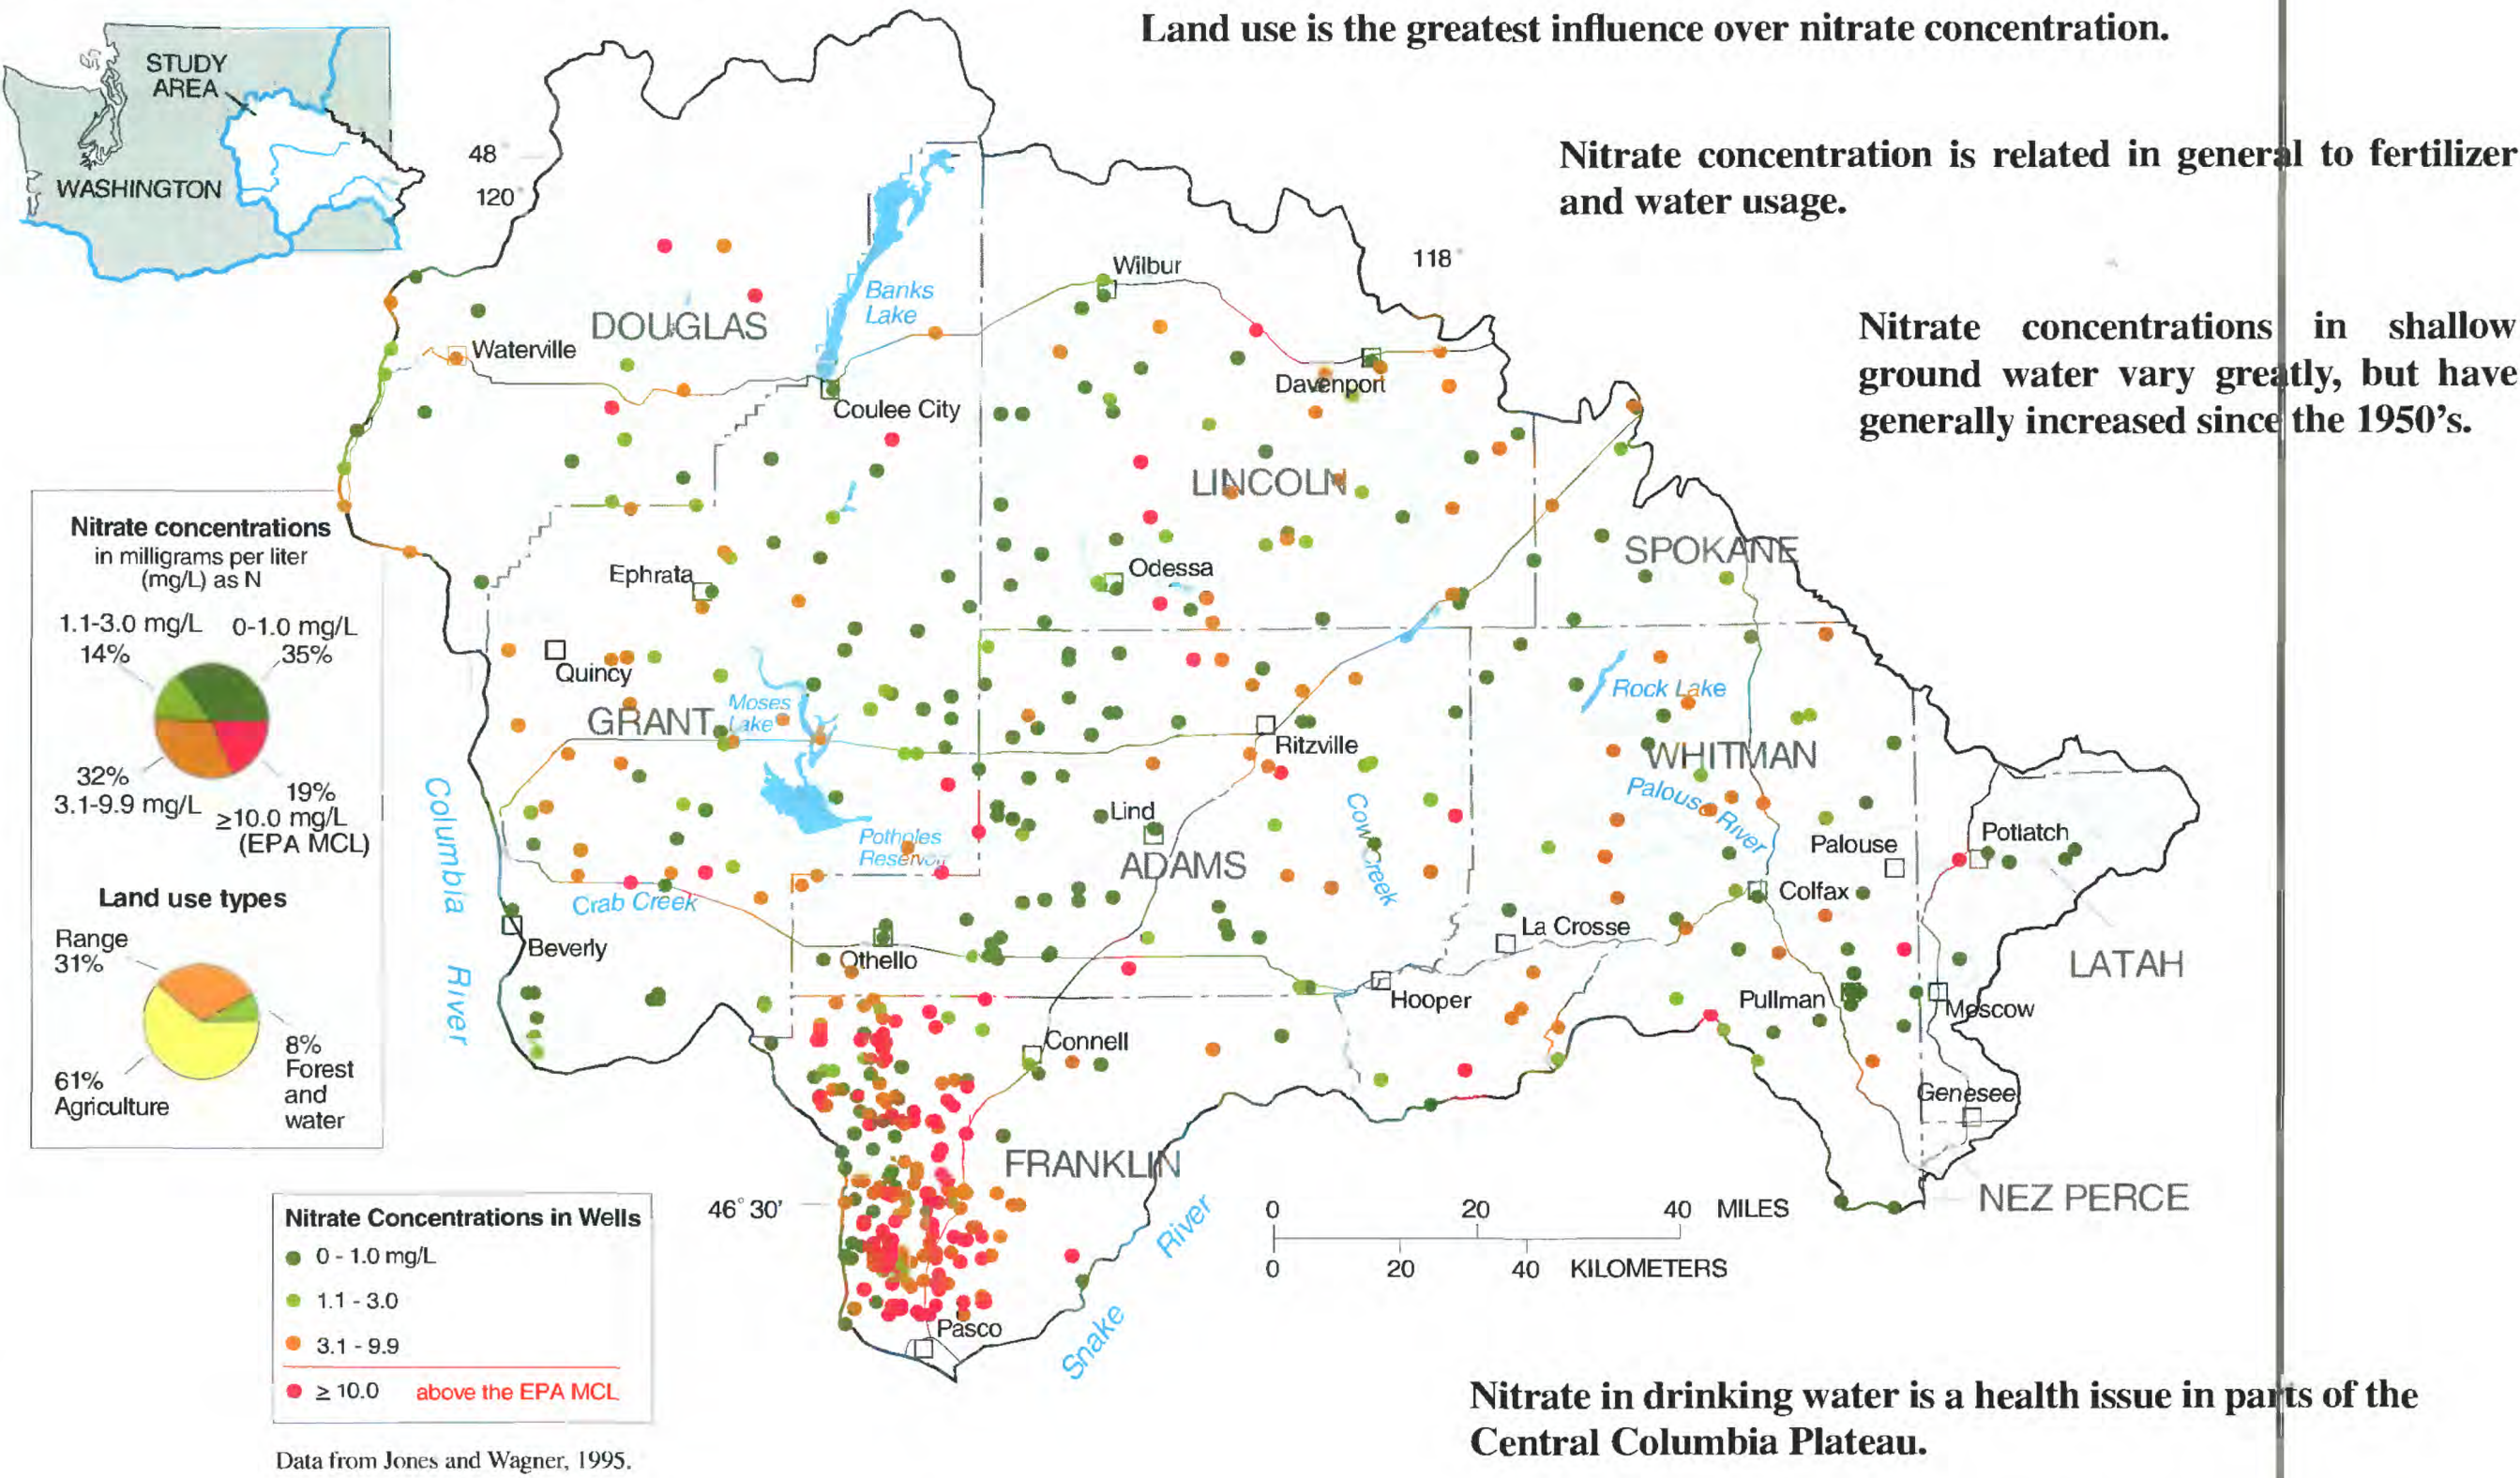 Land use is the greatest influence over nitrate concentration.
STUDY
AREA
WASHINGTON
48°
120°
Nitrate concentration is related in general to fertilizer
and water usage.
118°
Nitrate concentrations in shallow
ground water vary greatly, but have
generally increased since the 1950's.
Wilbur
Banks
Lake
DOUGLAS
Waterville
Davenport
Coulee City
LINCOLN
SPOKANE
Ephrata
Odessa
Quincy
Rock Lake
GRANT
Moses
Lake
Ritzville
WHITMAN
Columbia River
Palouse River
Cow Creek
Lind
Potholes
Reservoir
ADAMS
Palouse
Potlatch
Crab Creek
Colfax
La Crosse
Beverly
Othello
LATAH
Hooper
Pullman
Moscow
Connell
Genesee
FRANKLIN
46° 30'
NEZ PERCE
Snake River
Pasco
0 20 40 MILES
0 20 40 KILOMETERS
Nitrate concentrations
in milligrams per liter
(mg/L) as N
1.1-3.0 mg/L
14%
0-1.0 mg/L
35%
32%
3.1-9.9 mg/L
19%
≥10.0 mg/L
(EPA MCL)
Land use types
Range
31%
8%
Forest
and
water
61%
Agriculture
Nitrate Concentrations in Wells
0 - 1.0 mg/L
1.1 - 3.0
3.1 - 9.9
≥ 10.0 above the EPA MCL
Data from Jones and Wagner, 1995.
Nitrate in drinking water is a health issue in parts of the
Central Columbia Plateau.